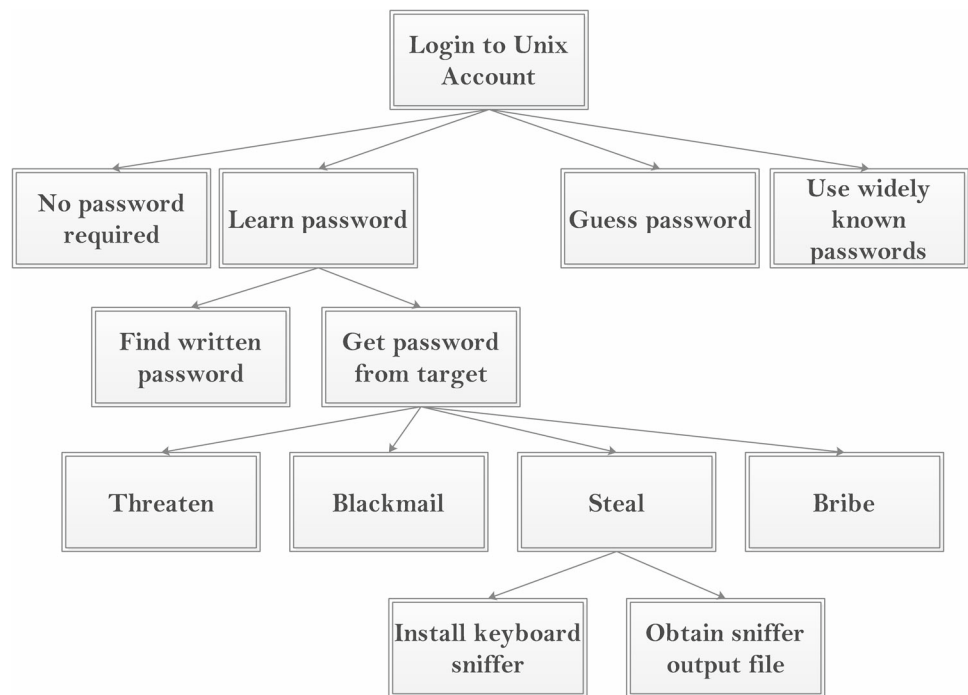 Login to Unix
Account
No password
required
Learn password
Guess password
Use widely
known
passwords
Find written
password
Get password
from target
Threaten
Blackmail
Steal
Bribe
Install keyboard
sniffer
Obtain sniffer
output file